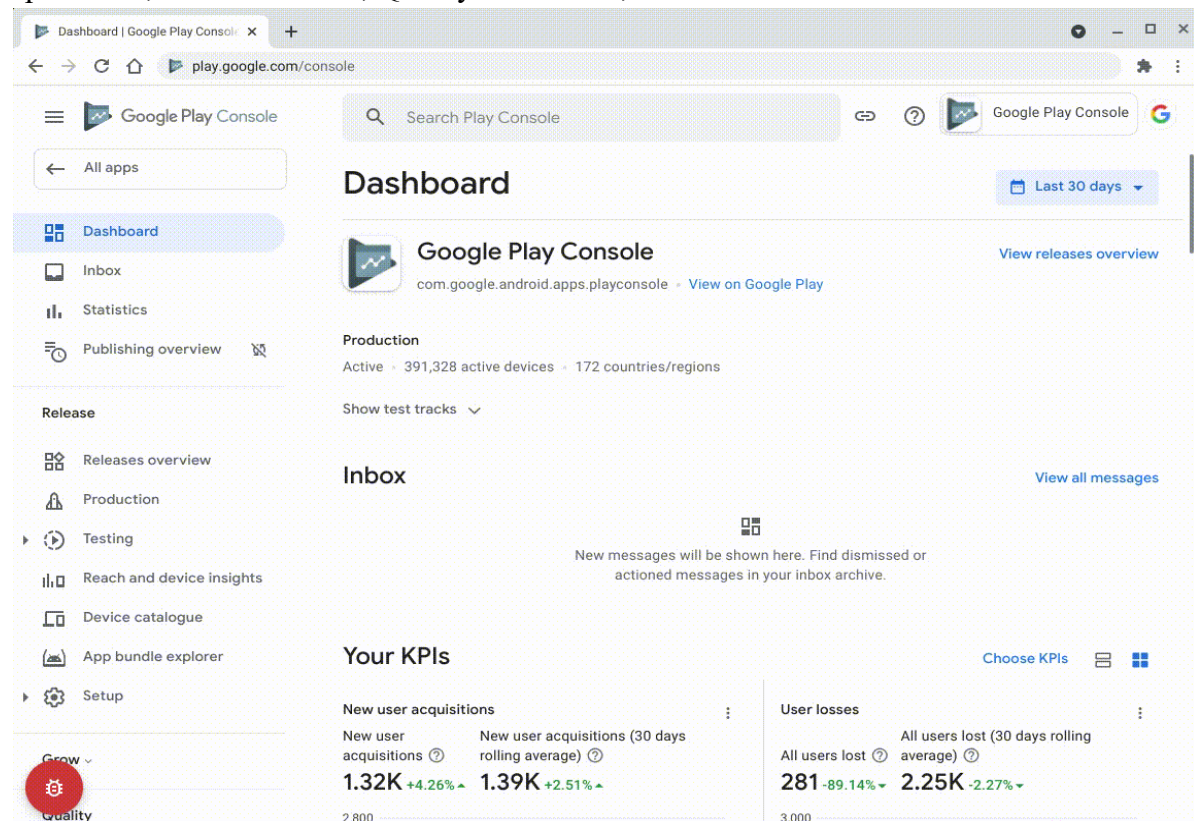 Dashboard | Google Play Consol
play.google.com/console
Google Play Console
Search Play Console
Google Play Console
All apps
Dashboard
Last 30 days
Dashboard
Inbox
Statistics
Publishing overview
Google Play Console
View releases overview
com.google.android.apps.playconsole • View on Google Play
Production
Active • 391,328 active devices • 172 countries/regions
Show test tracks
Release
Releases overview
Production
Testing
Reach and device insights
Device catalogue
App bundle explorer
Setup
Grow
Quality
Inbox
View all messages
New messages will be shown here. Find dismissed or
actioned messages in your inbox archive.
Your KPIs
Choose KPIs
New user acquisitions
New user
acquisitions
New user acquisitions (30 days
rolling average)
1.32K +4.26%
1.39K +2.51%
2,800
User losses
All users lost
All users lost (30 days rolling
average)
281 -89.14%
2.25K -2.27%
3,000